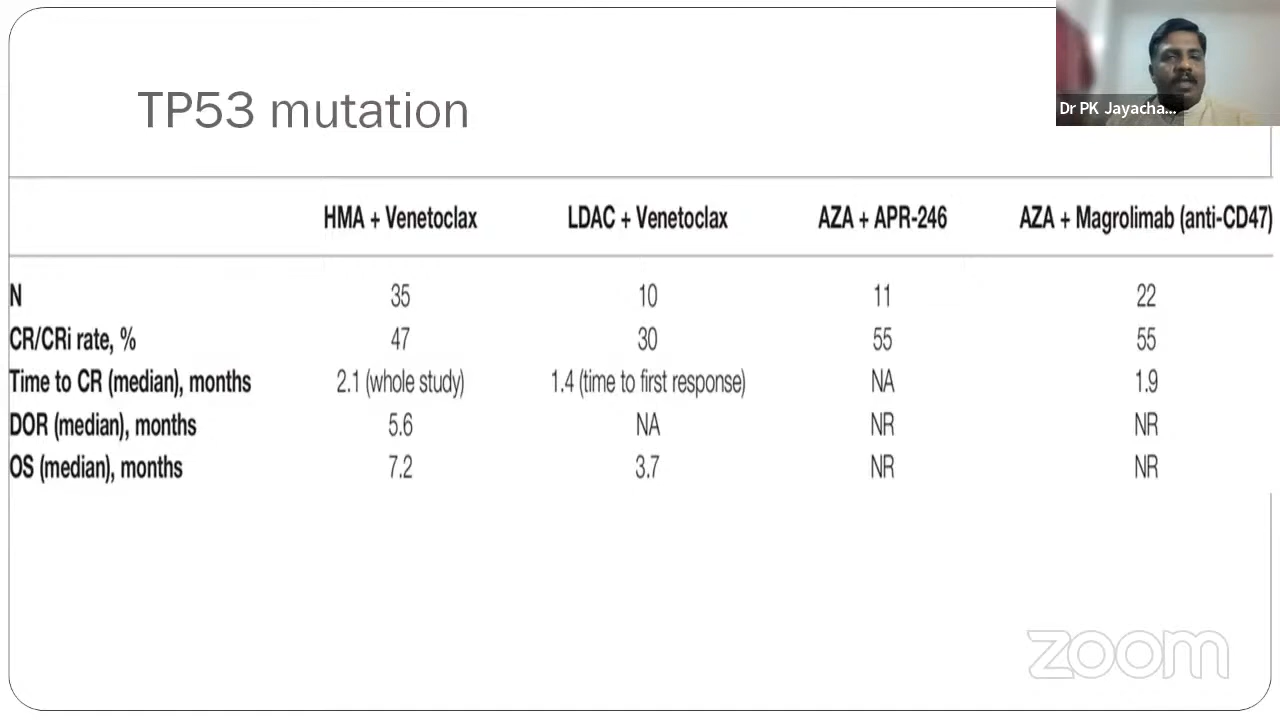 TP53 mutation
Dr PK Jayacha...
HMA + Venetoclax LDAC + Venetoclax AZA + APR-246 AZA + Magrolimab (anti-CD47)
N 35 10 11 22
CR/CRi rate, % 47 30 55 55
Time to CR (median), months 2.1 (whole study) 1.4 (time to first response) NA 1.9
DOR (median), months 5.6 NA NR NR
OS (median), months 7.2 3.7 NR NR
zoom